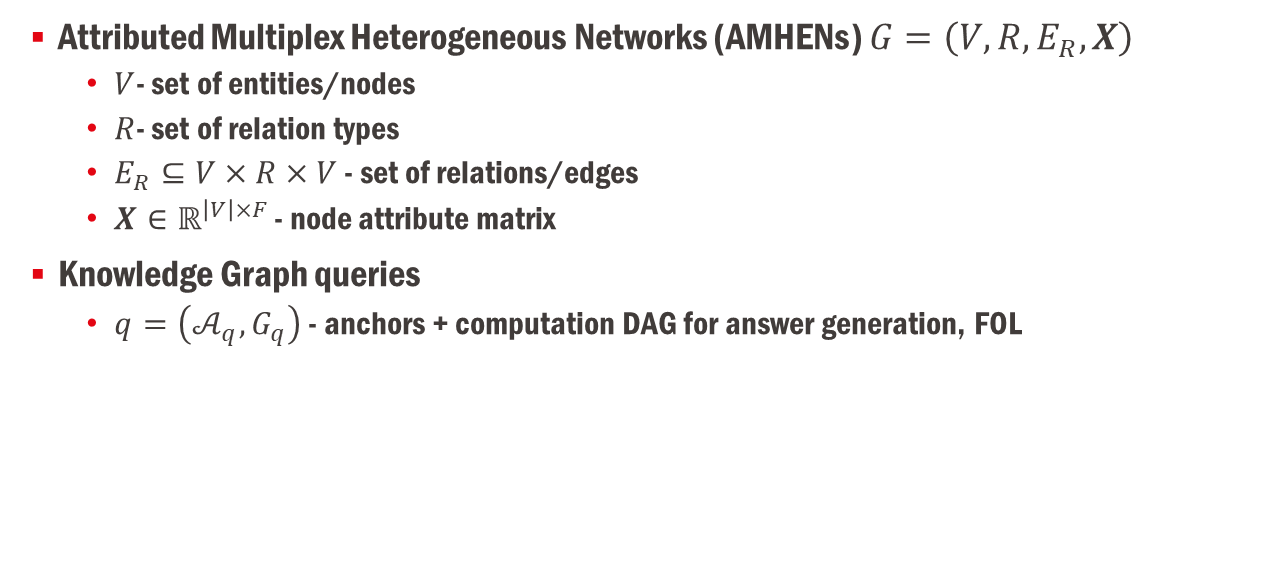 ▪ Attributed Multiplex Heterogeneous Networks (AMHENs) G = (V, R, E_R, X)
• V - set of entities/nodes
• R - set of relation types
• E_R ⊆ V × R × V - set of relations/edges
• X ∈ ℝ^{|V|×F} - node attribute matrix
▪ Knowledge Graph queries
• q = (𝒜_q, G_q) - anchors + computation DAG for answer generation, FOL